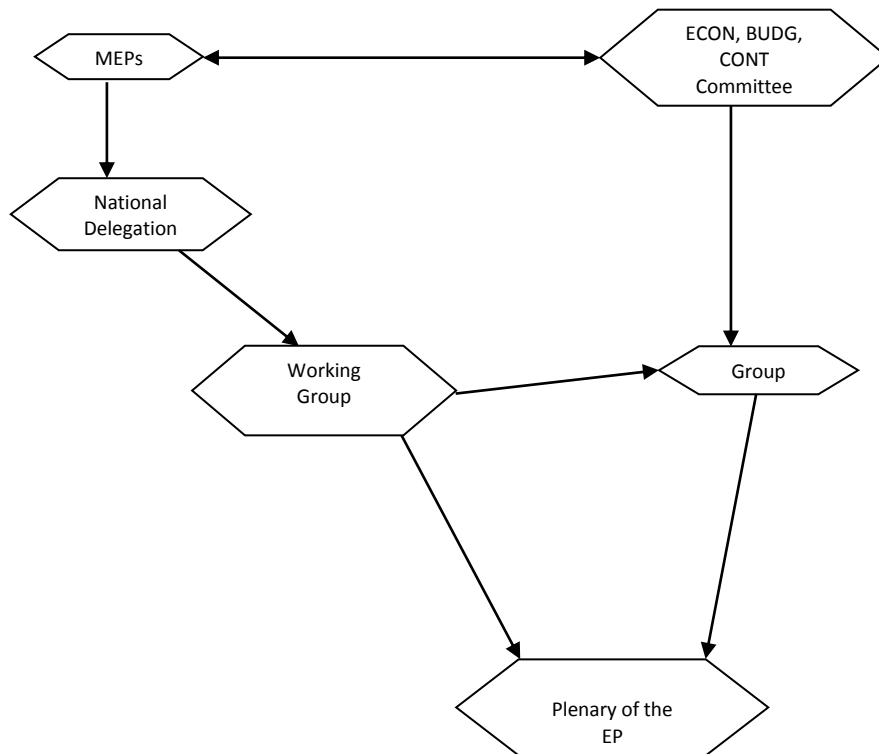 MEPs
ECON, BUDG,
CONT
Committee
National
Delegation
Working
Group
Group
Plenary of the
EP